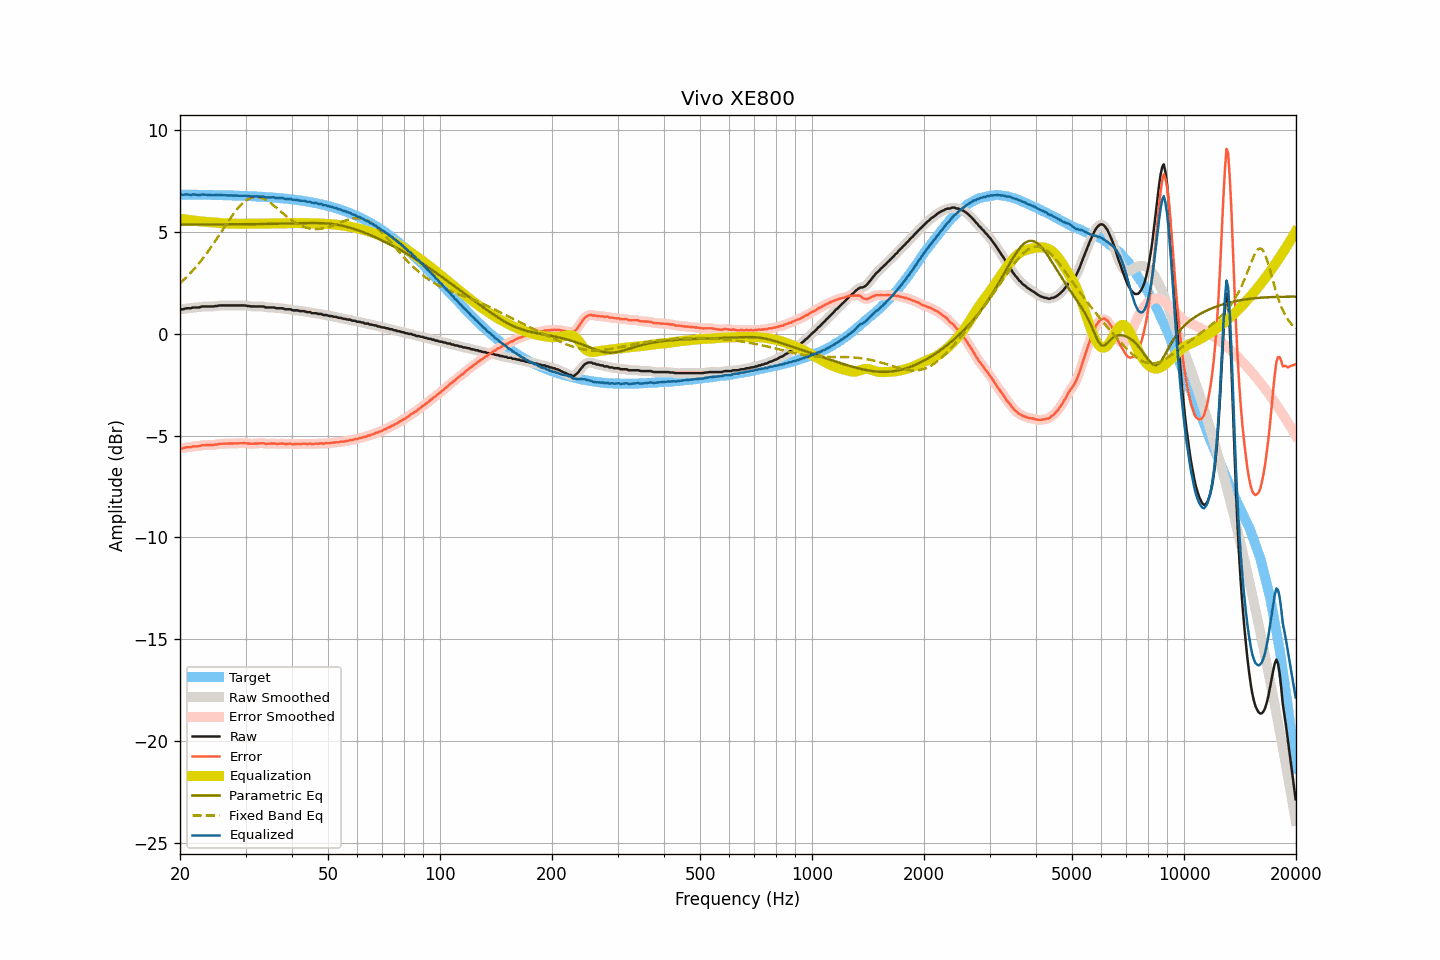 Vivo XE800
10
5
0
−5
−10
−15
−20
−25
Amplitude (dBr)
Target
Raw Smoothed
Error Smoothed
Raw
Error
Equalization
Parametric Eq
Fixed Band Eq
Equalized
20 50 100 200 500 1000 2000 5000 10000 20000
Frequency (Hz)